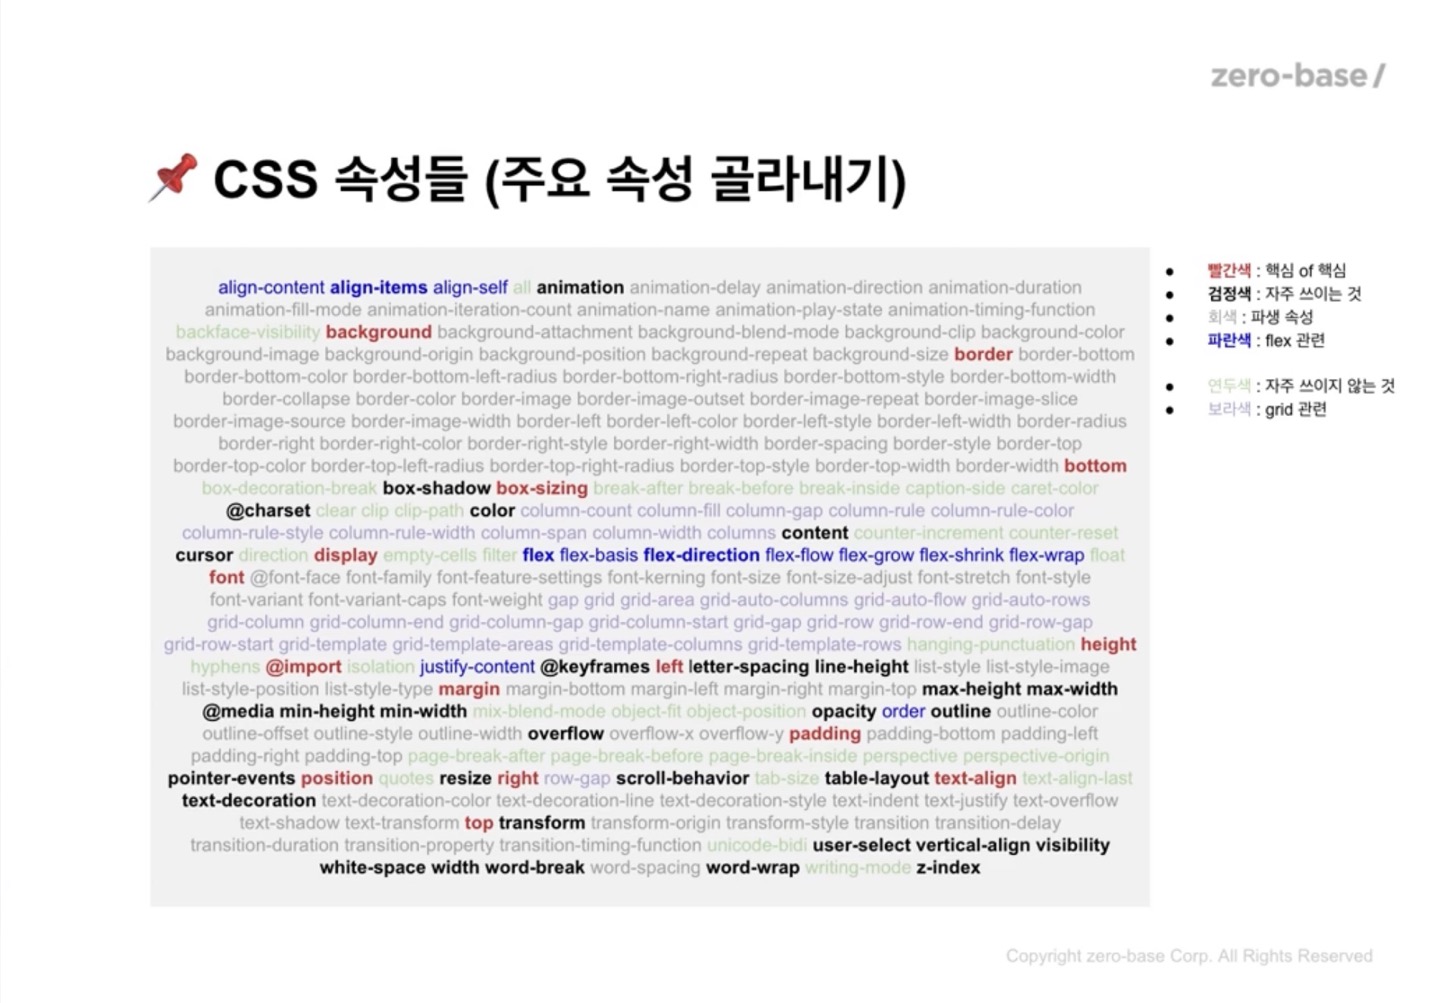 zero-base/
CSS 속성들 (주요 속성 골라내기)
align-content align-items align-self all animation animation-delay animation-direction animation-duration
animation-fill-mode animation-iteration-count animation-name animation-play-state animation-timing-function
backface-visibility background background-attachment background-blend-mode background-clip background-color
background-image background-origin background-position background-repeat background-size border border-bottom
border-bottom-color border-bottom-left-radius border-bottom-right-radius border-bottom-style border-bottom-width
border-collapse border-color border-image border-image-outset border-image-repeat border-image-slice
border-image-source border-image-width border-left border-left-color border-left-style border-left-width border-radius
border-right border-right-color border-right-style border-right-width border-spacing border-style border-top
border-top-color border-top-left-radius border-top-right-radius border-top-style border-top-width border-width bottom
box-decoration-break box-shadow box-sizing break-after break-before break-inside caption-side caret-color
@charset clear clip clip-path color column-count column-fill column-gap column-rule column-rule-color
column-rule-style column-rule-width column-span column-width columns content counter-increment counter-reset
cursor direction display empty-cells filter flex flex-basis flex-direction flex-flow flex-grow flex-shrink flex-wrap float
font @font-face font-family font-feature-settings font-kerning font-size font-size-adjust font-stretch font-style
font-variant font-variant-caps font-weight gap grid grid-area grid-auto-columns grid-auto-flow grid-auto-rows
grid-column grid-column-end grid-column-gap grid-column-start grid-gap grid-row grid-row-end grid-row-gap
grid-row-start grid-template grid-template-areas grid-template-columns grid-template-rows hanging-punctuation height
hyphens @import isolation justify-content @keyframes left letter-spacing line-height list-style list-style-image
list-style-position list-style-type margin margin-bottom margin-left margin-right margin-top max-height max-width
@media min-height min-width mix-blend-mode object-fit object-position opacity order outline outline-color
outline-offset outline-style outline-width overflow overflow-x overflow-y padding padding-bottom padding-left
padding-right padding-top page-break-after page-break-before page-break-inside perspective perspective-origin
pointer-events position quotes resize right row-gap scroll-behavior tab-size table-layout text-align text-align-last
text-decoration text-decoration-color text-decoration-line text-decoration-style text-indent text-justify text-overflow
text-shadow text-transform top transform transform-origin transform-style transition transition-delay
transition-duration transition-property transition-timing-function unicode-bidi user-select vertical-align visibility
white-space width word-break word-spacing word-wrap writing-mode z-index
● 빨간색 : 핵심 of 핵심
● 검정색 : 자주 쓰이는 것
● 회색 : 파생 속성
● 파란색 : flex 관련
● 연두색 : 자주 쓰이지 않는 것
● 보라색 : grid 관련
Copyright zero-base Corp. All Rights Reserved